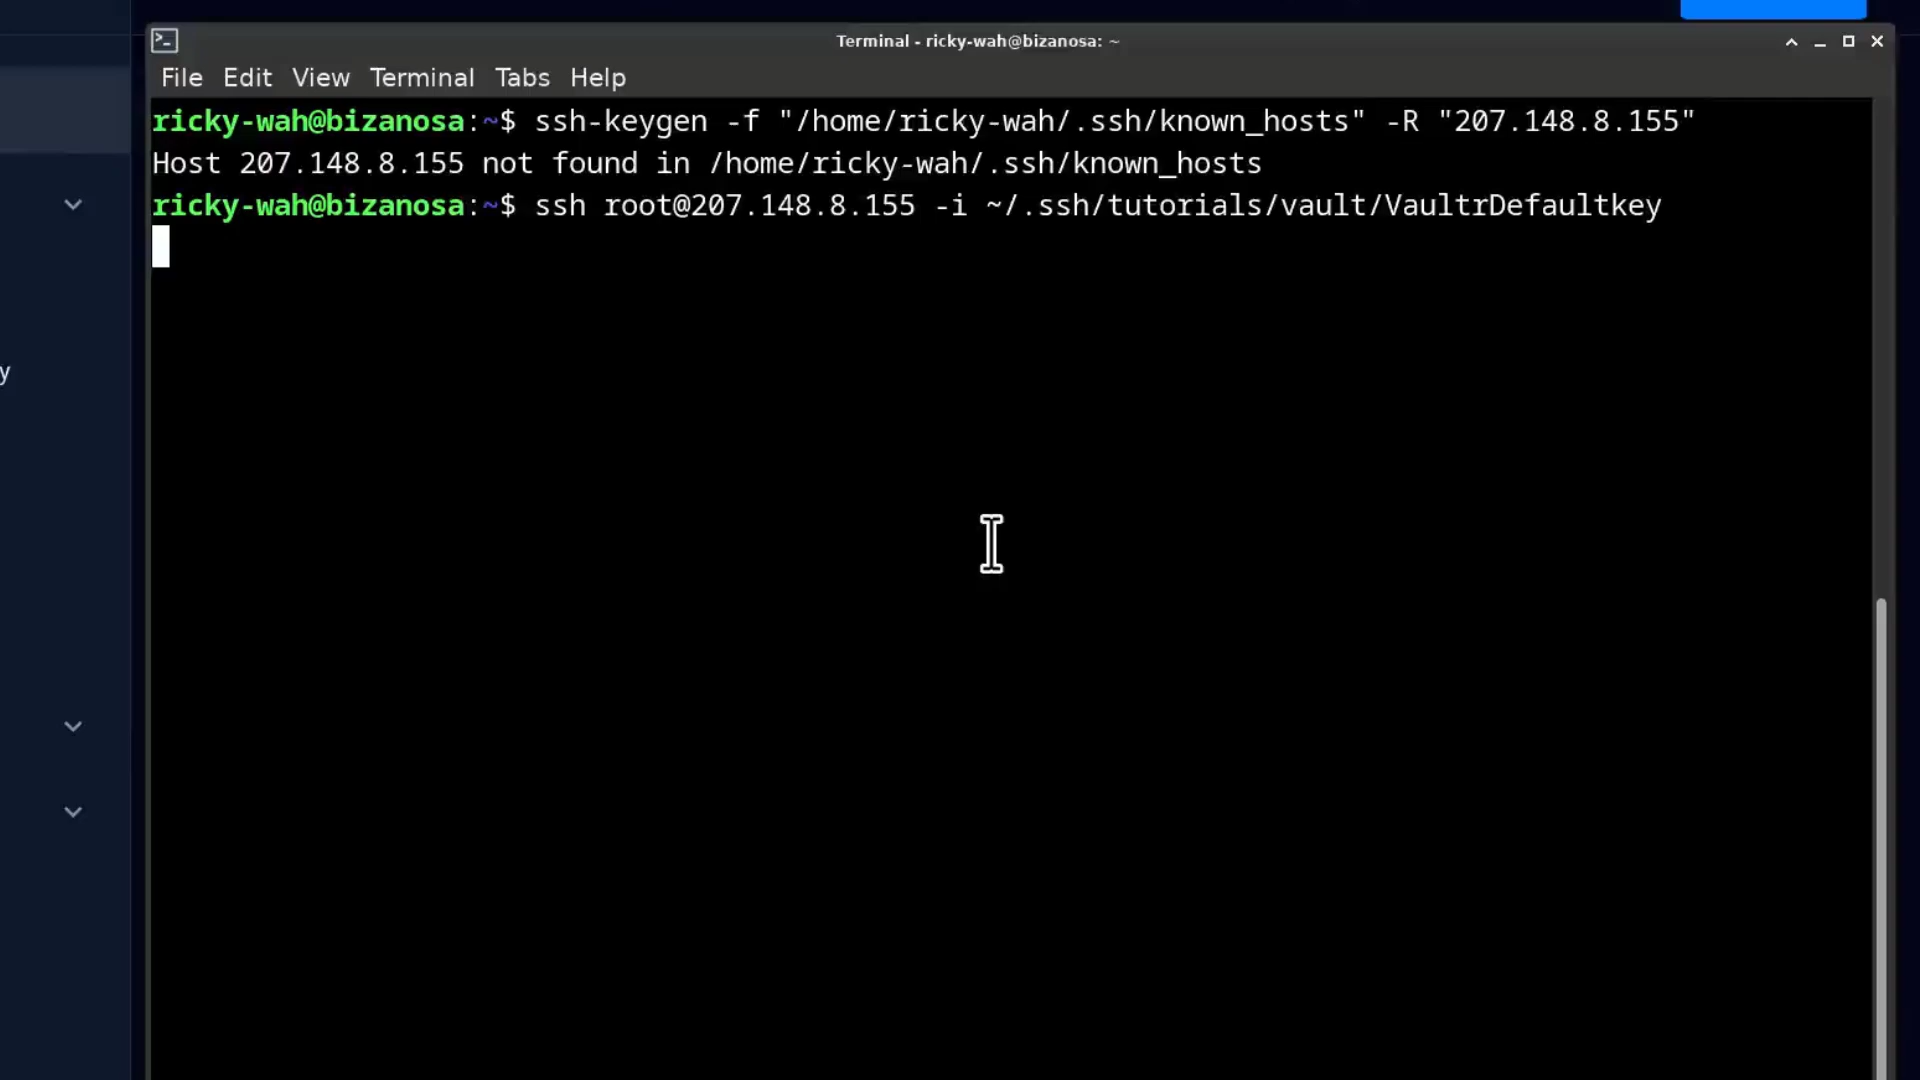 Terminal - ricky-wah@bizanosa: ~
File Edit View Terminal Tabs Help
ricky-wah@bizanosa:~$ ssh-keygen -f "/home/ricky-wah/.ssh/known_hosts" -R "207.148.8.155"
Host 207.148.8.155 not found in /home/ricky-wah/.ssh/known_hosts
ricky-wah@bizanosa:~$ ssh root@207.148.8.155 -i ~/.ssh/tutorials/vault/VaultrDefaultkey
y